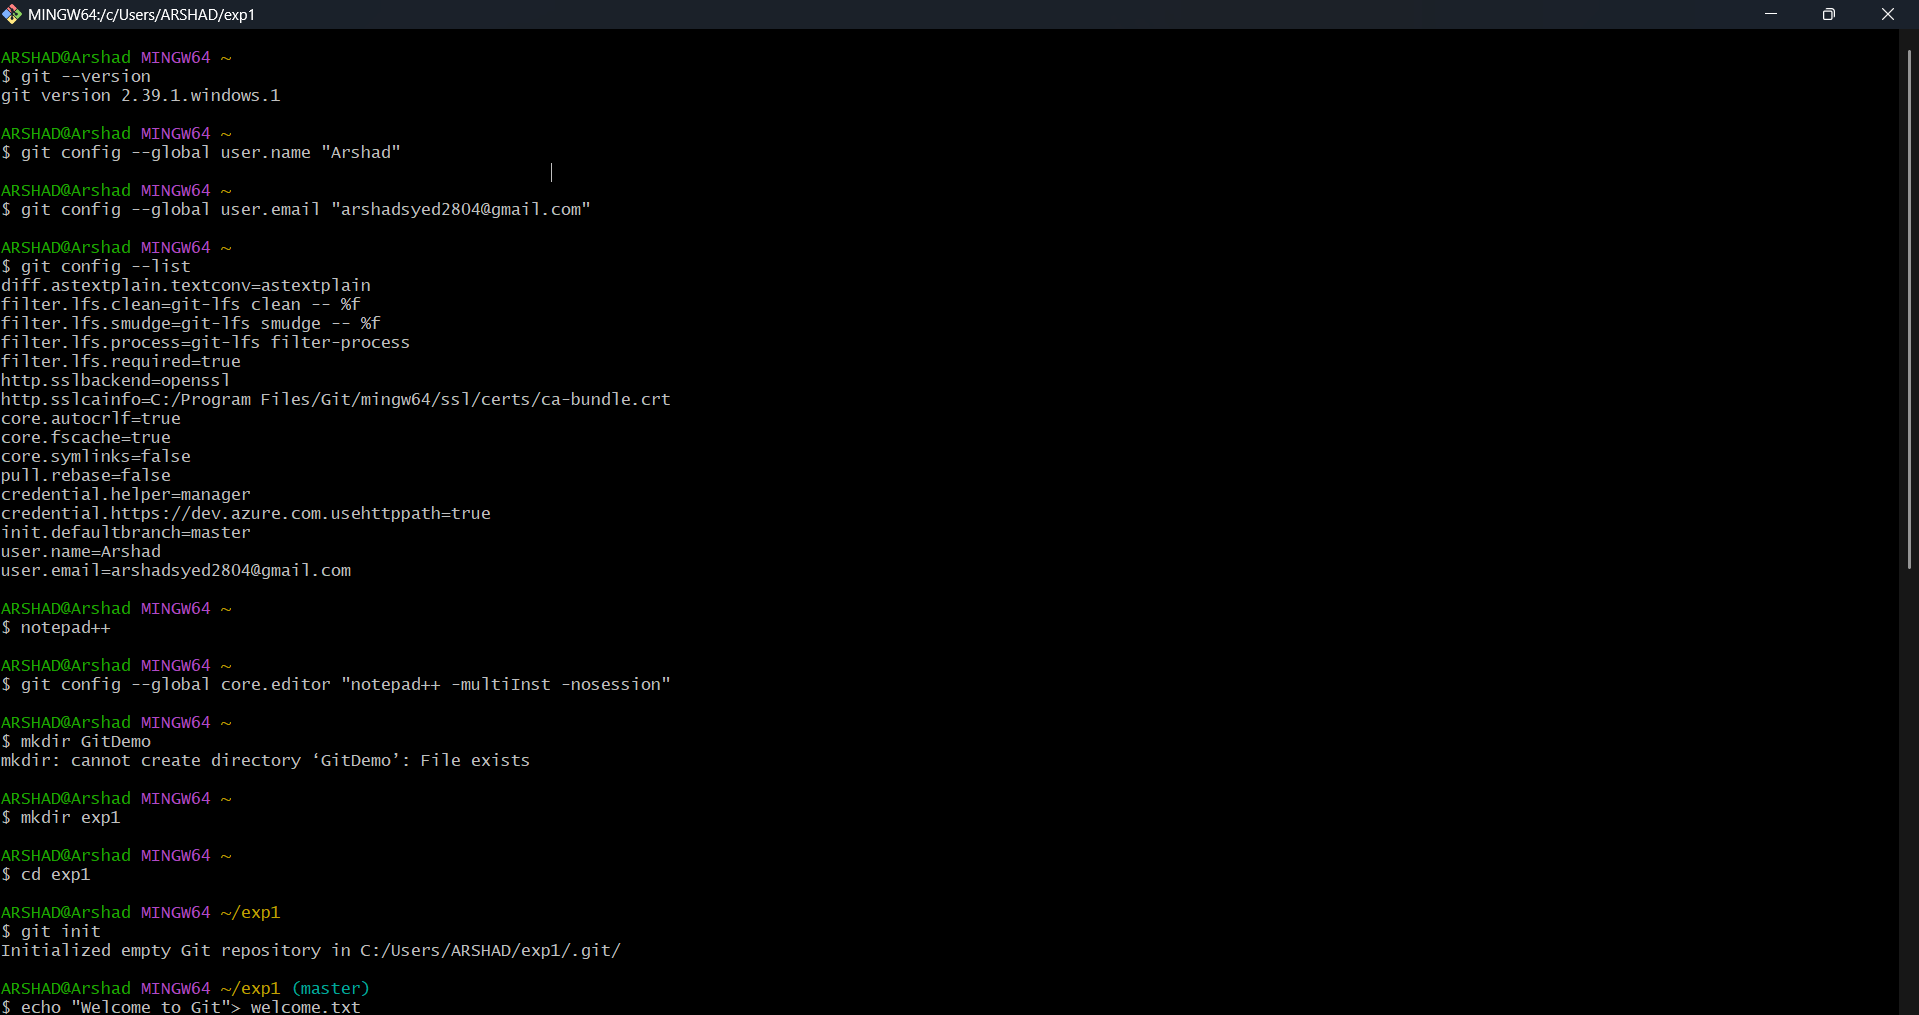 MINGW64:/c/Users/ARSHAD/exp1
ARSHAD@Arshad MINGW64 ~
$ git --version
git version 2.39.1.windows.1
ARSHAD@Arshad MINGW64 ~
$ git config --global user.name "Arshad"
ARSHAD@Arshad MINGW64 ~
$ git config --global user.email "arshadsyed2804@gmail.com"
ARSHAD@Arshad MINGW64 ~
$ git config --list
diff.astextplain.textconv=astextplain
filter.lfs.clean=git-lfs clean -- %f
filter.lfs.smudge=git-lfs smudge -- %f
filter.lfs.process=git-lfs filter-process
filter.lfs.required=true
http.sslbackend=openssl
http.sslcainfo=C:/Program Files/Git/mingw64/ssl/certs/ca-bundle.crt
core.autocrlf=true
core.fscache=true
core.symlinks=false
pull.rebase=false
credential.helper=manager
credential.https://dev.azure.com.usehttppath=true
init.defaultbranch=master
user.name=Arshad
user.email=arshadsyed2804@gmail.com
ARSHAD@Arshad MINGW64 ~
$ notepad++
ARSHAD@Arshad MINGW64 ~
$ git config --global core.editor "notepad++ -multiInst -nosession"
ARSHAD@Arshad MINGW64 ~
$ mkdir GitDemo
mkdir: cannot create directory ‘GitDemo’: File exists
ARSHAD@Arshad MINGW64 ~
$ mkdir exp1
ARSHAD@Arshad MINGW64 ~
$ cd exp1
ARSHAD@Arshad MINGW64 ~/exp1
$ git init
Initialized empty Git repository in C:/Users/ARSHAD/exp1/.git/
ARSHAD@Arshad MINGW64 ~/exp1 (master)
$ echo "Welcome to Git"> welcome.txt